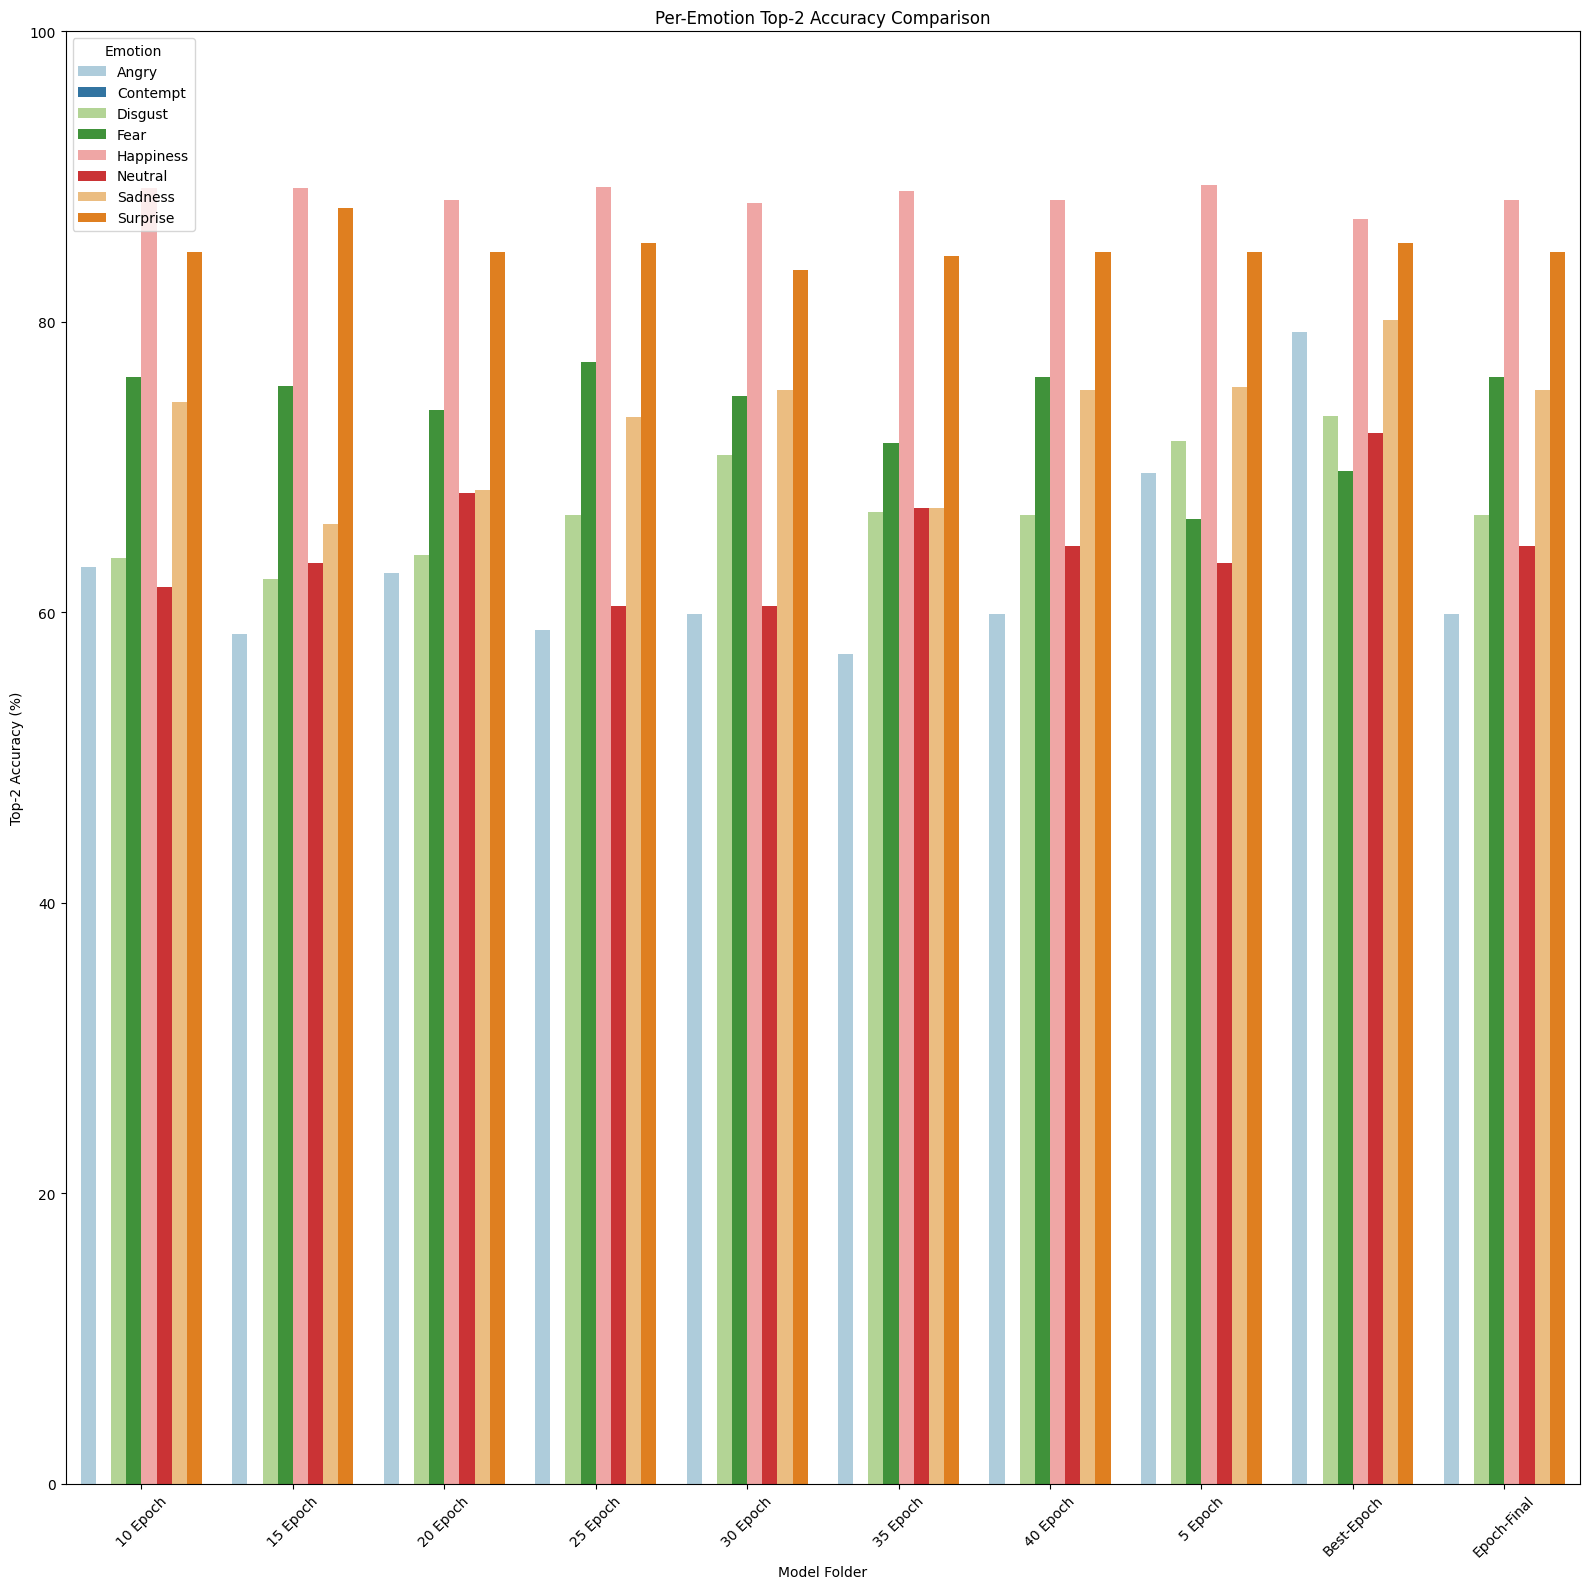 Per-Emotion Top-2 Accuracy Comparison
Emotion
Angry
Contempt
Disgust
Fear
Happiness
Neutral
Sadness
Surprise
Top-2 Accuracy (%)
100
80
60
40
20
0
10 Epoch
15 Epoch
20 Epoch
25 Epoch
30 Epoch
35 Epoch
40 Epoch
5 Epoch
Best-Epoch
Epoch-Final
Model Folder